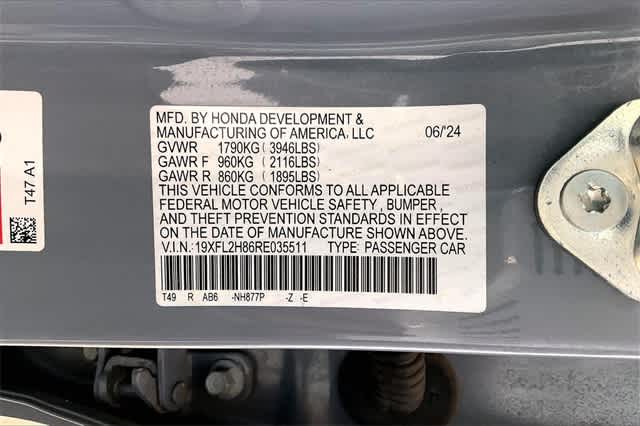 MFD. BY HONDA DEVELOPMENT &
MANUFACTURING OF AMERICA, LLC 06/'24
GVWR 1790KG (3946LBS)
GAWR F 960KG (2116LBS)
GAWR R 860KG (1895LBS)
THIS VEHICLE CONFORMS TO ALL APPLICABLE
FEDERAL MOTOR VEHICLE SAFETY , BUMPER ,
AND THEFT PREVENTION STANDARDS IN EFFECT
ON THE DATE OF MANUFACTURE SHOWN ABOVE.
V.I.N.: 19XFL2H86RE035511 TYPE: PASSENGER CAR
T49 R AB6 -NH877P -Z -E
T47 A1